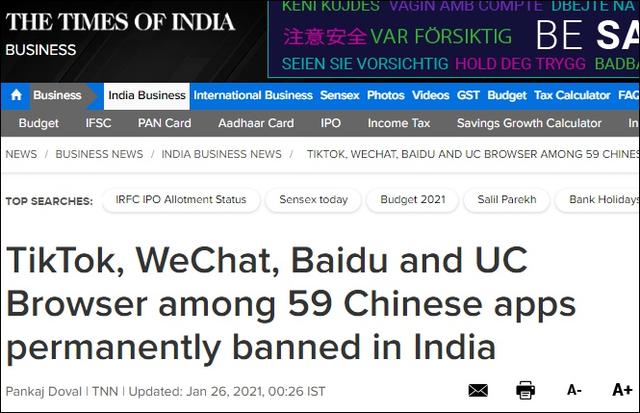 THE TIMES OF INDIA
BUSINESS
KENI KUJDES VAGIN AMB COMPTE DBEJTE NA
注意安全 VAR FÖRSIKTIG BE SA
SEIEN SIE VORSICHTIG HOLD DEG TRYGG BADB
Business India Business International Business Sensex Photos Videos GST Budget Tax Calculator FAQ
Budget IFSC PAN Card Aadhaar Card IPO Income Tax Savings Growth Calculator In
NEWS / BUSINESS NEWS / INDIA BUSINESS NEWS / TIKTOK, WECHAT, BAIDU AND UC BROWSER AMONG 59 CHINES
TOP SEARCHES: IRFC IPO Allotment Status Sensex today Budget 2021 Salil Parekh Bank Holidays
TikTok, WeChat, Baidu and UC
Browser among 59 Chinese apps
permanently banned in India
Pankaj Doval | TNN | Updated: Jan 26, 2021, 00:26 IST A- A+